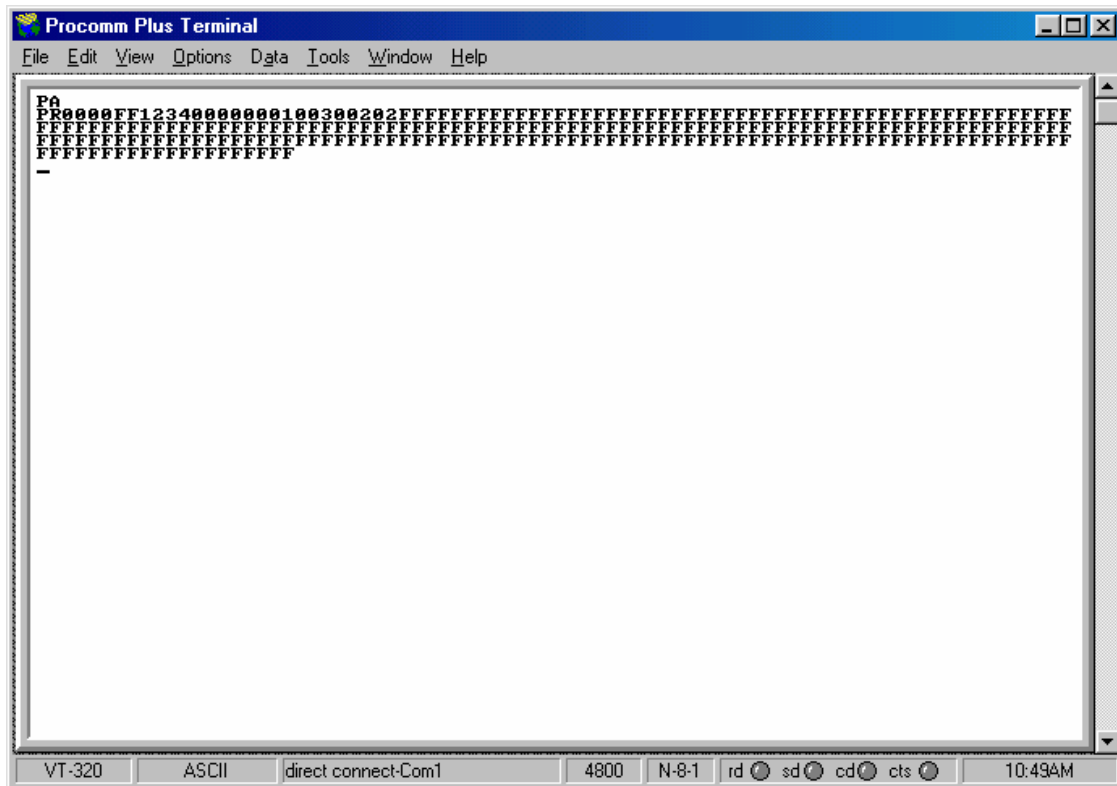 Procomm Plus Terminal
File Edit View Options Data Tools Window Help
PA
PR0000FF12340000000100300202FFFFFFFFFFFFFFFFFFFFFFFFFFFFFFFFFFFFFFFFFFFFFFFFFFFF
FFFFFFFFFFFFFFFFFFFFFFFFFFFFFFFFFFFFFFFFFFFFFFFFFFFFFFFFFFFFFFFFFFFFFFFFFFFFFFFF
FFFFFFFFFFFFFFFFFFFFFFFFFFFFFFFFFFFFFFFFFFFFFFFFFFFFFFFFFFFFFFFFFFFFFFFFFFFFFFFF
FFFFFFFFFFFFFFFFFFFF
VT-320 ASCII direct connect-Com1 4800 N-8-1 rd sd cd cts 10:49AM